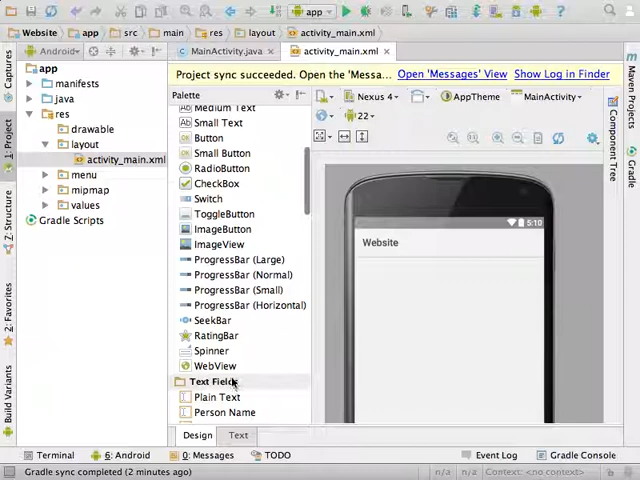 app
Website
app
src
main
res
layout
activity_main.xml
Android
MainActivity.java
activity_main.xml
Project sync succeeded. Open the 'Messa... Open 'Messages' View Show Log in Finder
Captures
1: Project
7: Structure
2: Favorites
Build Variants
app
manifests
java
res
drawable
layout
activity_main.xml
menu
mipmap
values
Gradle Scripts
Palette
Medium Text
Small Text
Button
Small Button
RadioButton
CheckBox
Switch
ToggleButton
ImageButton
ImageView
ProgressBar (Large)
ProgressBar (Normal)
ProgressBar (Small)
ProgressBar (Horizontal)
SeekBar
RatingBar
Spinner
WebView
Text Fields
Plain Text
Person Name
Design
Text
Nexus 4
AppTheme
MainActivity
22
5:10
Website
Component Tree
Maven Projects
Gradle
Terminal
6: Android
0: Messages
TODO
Event Log
Gradle Console
Gradle sync completed (2 minutes ago)
n/a
n/a
Context: <no context>